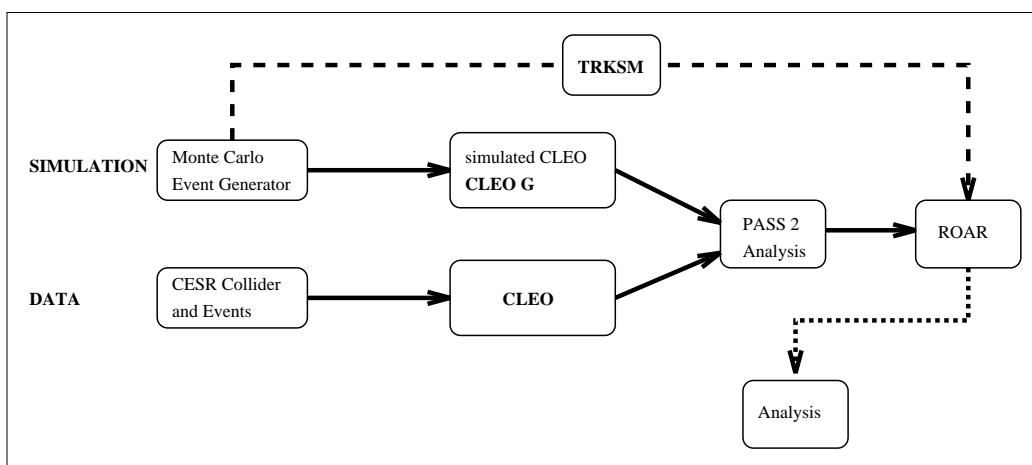 TRKSM
SIMULATION
Monte Carlo
Event Generator
simulated CLEO
CLEO G
PASS 2
Analysis
ROAR
DATA
CESR Collider
and Events
CLEO
Analysis